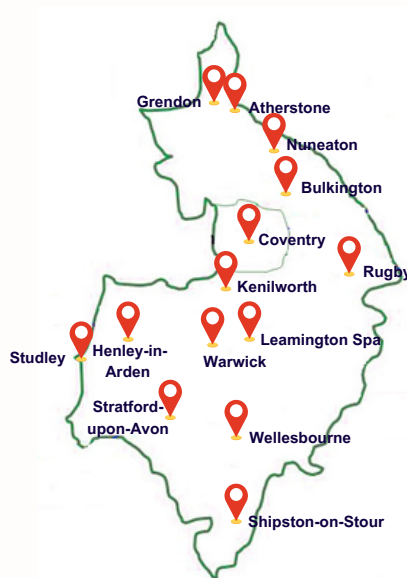 Grendon
Atherstone
Nuneaton
Bulkington
Coventry
Rugby
Kenilworth
Studley
Henley-in-
Arden
Warwick
Leamington Spa
Stratford-
upon-Avon
Wellesbourne
Shipston-on-Stour